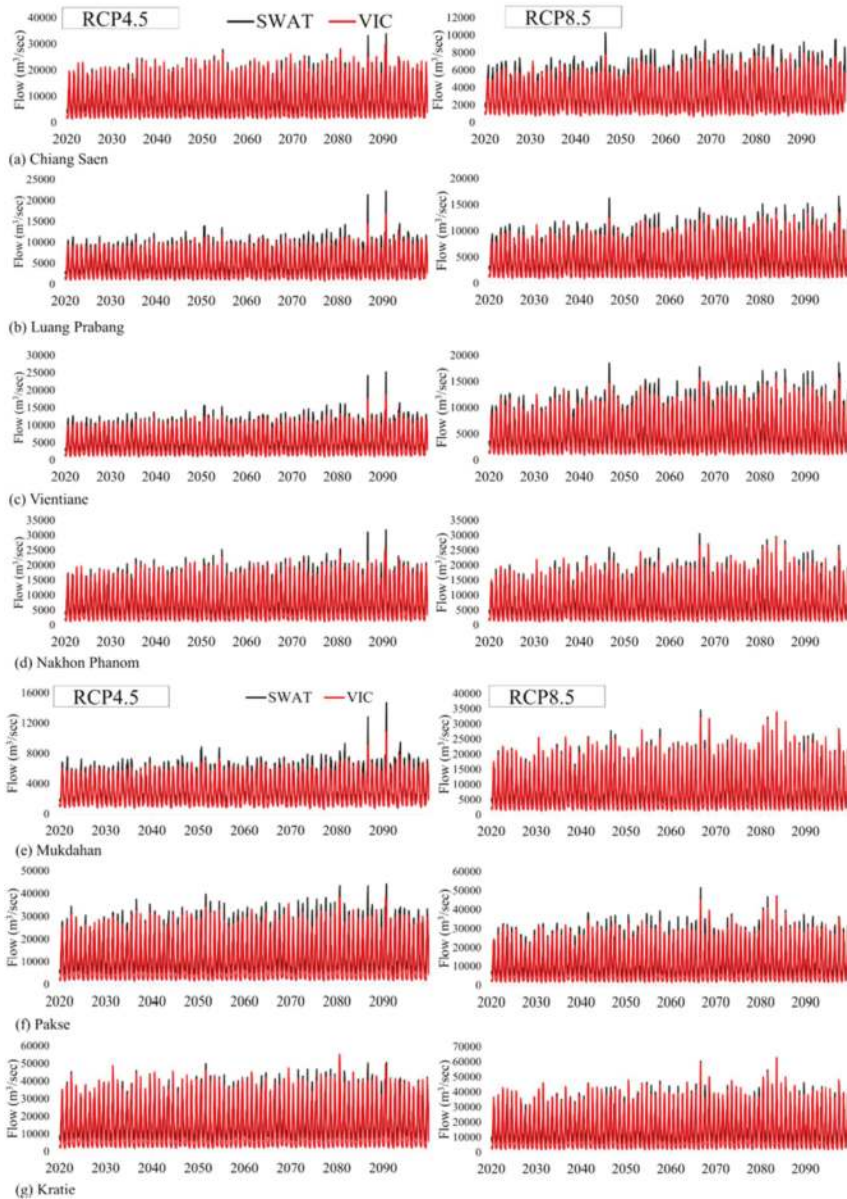 RCP4.5 SWAT VIC RCP8.5
Flow (m³/sec) 40000 30000 20000 10000 0
2020 2030 2040 2050 2060 2070 2080 2090
Flow (m³/sec) 12000 10000 8000 6000 4000 2000 0
2020 2030 2040 2050 2060 2070 2080 2090
(a) Chiang Saen
Flow (m³/sec) 25000 20000 15000 10000 5000 0
2020 2030 2040 2050 2060 2070 2080 2090
Flow (m³/sec) 20000 15000 10000 5000 0
2020 2030 2040 2050 2060 2070 2080 2090
(b) Luang Prabang
Flow (m³/sec) 30000 25000 20000 15000 10000 5000 0
2020 2030 2040 2050 2060 2070 2080 2090
Flow (m³/sec) 20000 15000 10000 5000 0
2020 2030 2040 2050 2060 2070 2080 2090
(c) Vientiane
Flow (m³/sec) 35000 30000 25000 20000 15000 10000 5000 0
2020 2030 2040 2050 2060 2070 2080 2090
Flow (m³/sec) 35000 30000 25000 20000 15000 10000 5000 0
2020 2030 2040 2050 2060 2070 2080 2090
(d) Nakhon Phanom
RCP4.5 SWAT VIC RCP8.5
Flow (m³/sec) 16000 12000 8000 4000 0
2020 2030 2040 2050 2060 2070 2080 2090
Flow (m³/sec) 40000 35000 30000 25000 20000 15000 10000 5000 0
2020 2030 2040 2050 2060 2070 2080 2090
(e) Mukdahan
Flow (m³/sec) 50000 40000 30000 20000 10000 0
2020 2030 2040 2050 2060 2070 2080 2090
Flow (m³/sec) 60000 50000 40000 30000 20000 10000 0
2020 2030 2040 2050 2060 2070 2080 2090
(f) Pakse
Flow (m³/sec) 60000 50000 40000 30000 20000 10000 0
2020 2030 2040 2050 2060 2070 2080 2090
Flow (m³/sec) 70000 60000 50000 40000 30000 20000 10000 0
2020 2030 2040 2050 2060 2070 2080 2090
(g) Kratie